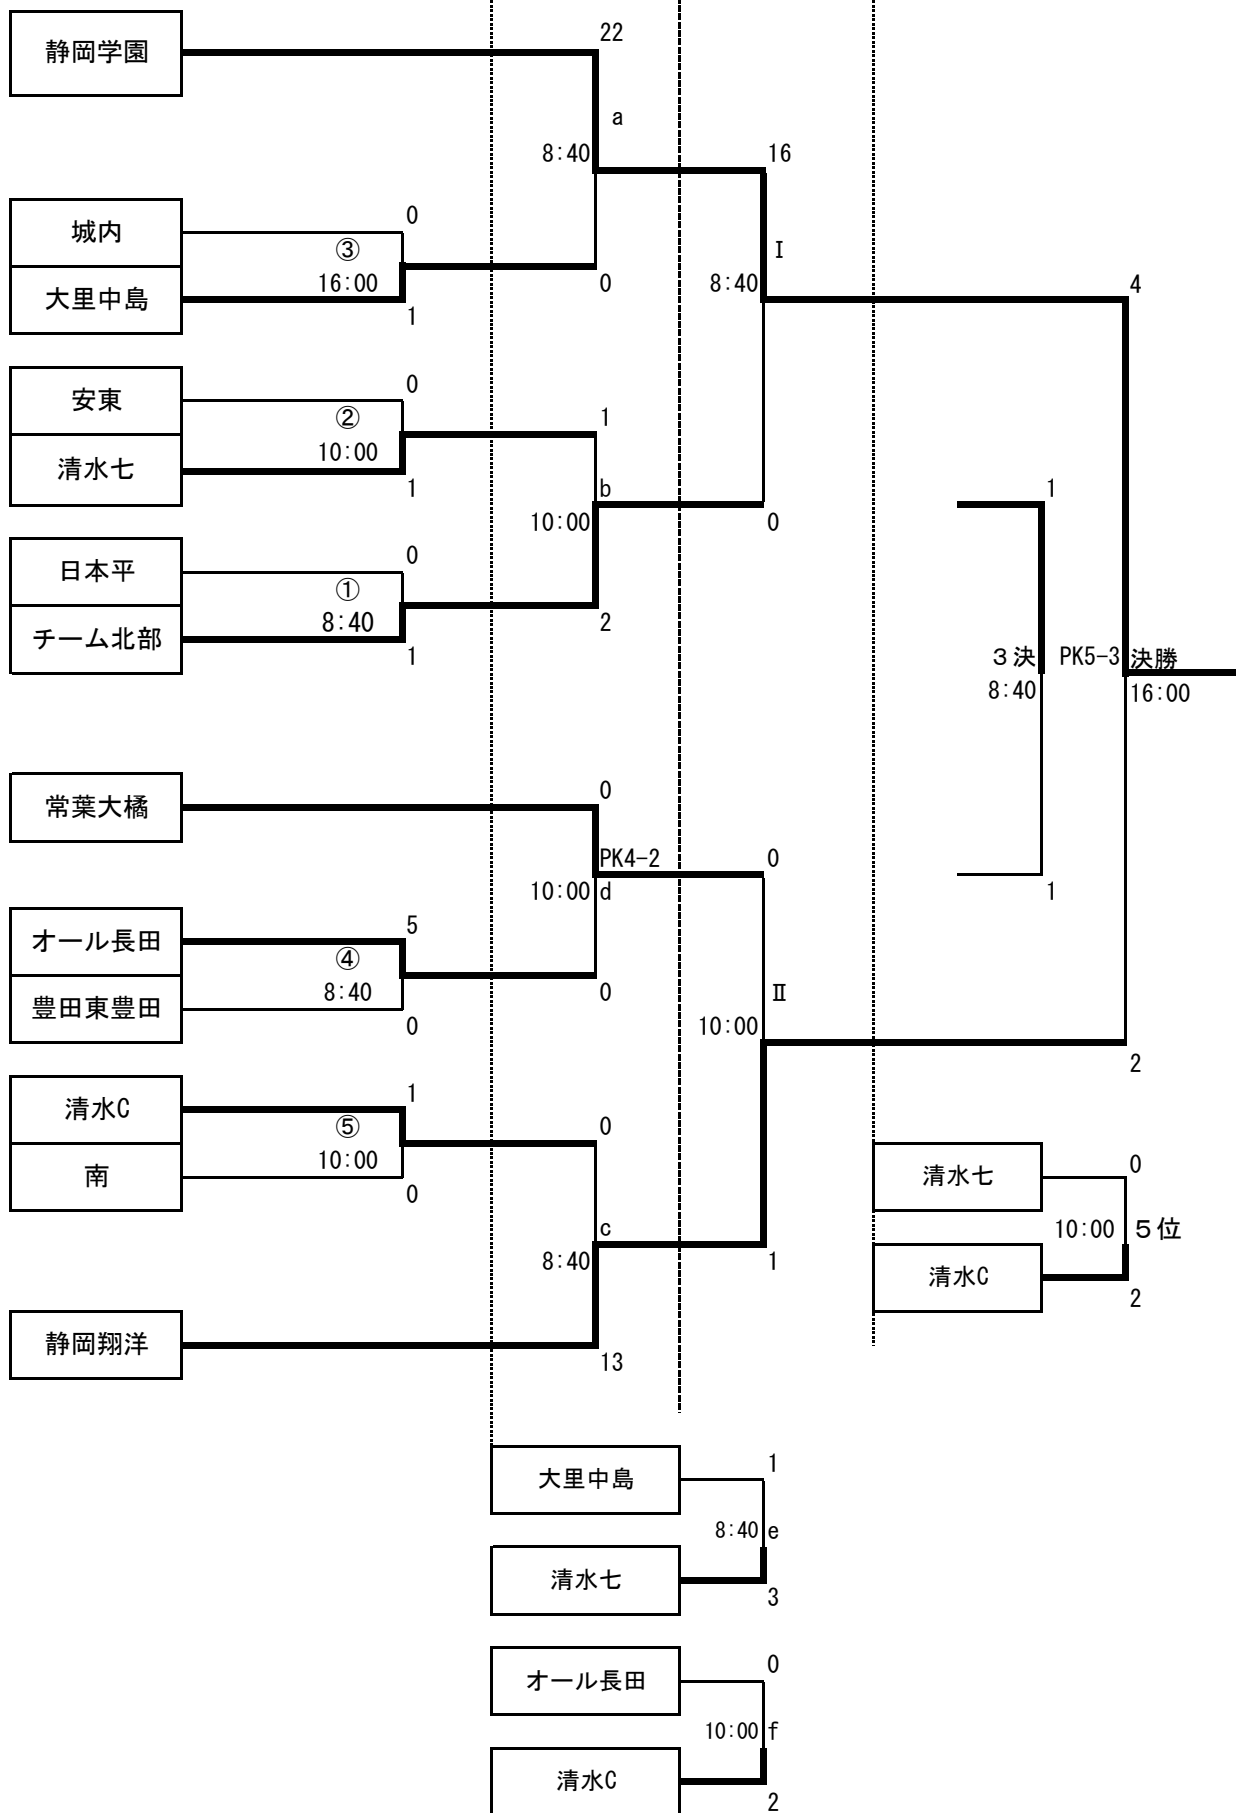 22
静岡学園
a
8:40
16
城内
0
③
I
16:00
8:40
0
4
大里中島
1
安東
0
②
1
10:00
清水七
1
b
1
10:00
0
日本平
0
①
8:40
2
チーム北部
1
3決
PK5-3
決勝
8:40
16:00
常葉大橘
0
PK4-2
0
10:00
d
1
オール長田
5
④
8:40
0
Ⅱ
豊田東豊田
0
10:00
2
清水C
1
⑤
0
10:00
南
0
清水七
0
c
10:00
5位
8:40
1
清水C
2
静岡翔洋
13
大里中島
1
8:40
e
清水七
3
オール長田
0
10:00
f
清水C
2